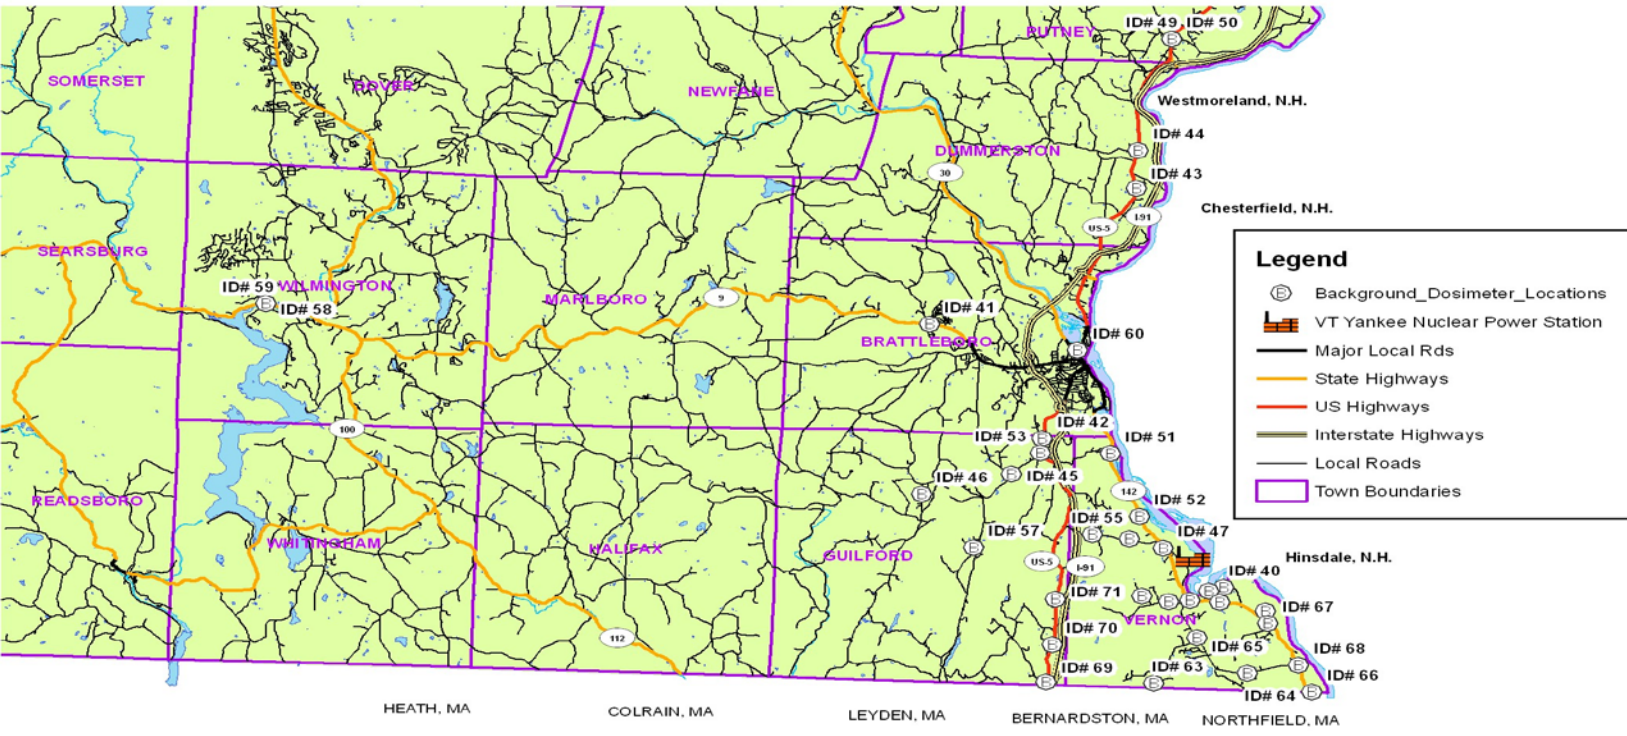 ID# 49 ID# 50
PUTNEY
SOMERSET
DOVER
NEWFANE
Westmoreland, N.H.
ID# 44
DUMMERSTON
30
ID# 43
Chesterfield, N.H.
I-91
US-5
SEARSBURG
Legend
Background_Dosimeter_Locations
VT Yankee Nuclear Power Station
Major Local Rds
State Highways
US Highways
Interstate Highways
Local Roads
Town Boundaries
ID# 59
WILMINGTON
ID# 58
MARLBORO
9
ID# 41
BRATTLEBORO
ID# 60
100
ID# 42
ID# 53
ID# 51
ID# 46
ID# 45
142
ID# 52
READSBORO
WHITINGHAM
HALIFAX
GUILFORD
ID# 57
ID# 55
ID# 47
Hinsdale, N.H.
US-5
I-91
ID# 40
ID# 71
VERNON
ID# 67
112
ID# 70
ID# 65
ID# 68
ID# 69
ID# 63
ID# 66
ID# 64
HEATH, MA
COLRAIN, MA
LEYDEN, MA
BERNARDSTON, MA
NORTHFIELD, MA